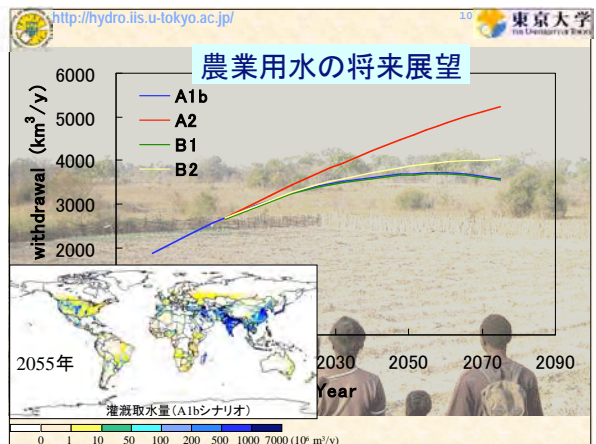 http://hydro.iis.u-tokyo.ac.jp/
10
東京大学
THE UNIVERSITY OF TOKYO
農業用水の将来展望
6000
5000
4000
3000
2000
withdrawal (km³/y)
A1b
A2
B1
B2
2030 2050 2070 2090
Year
2055年
灌漑取水量(A1bシナリオ)
0 1 10 50 100 200 500 1000 7000 (10⁶ m³/y)